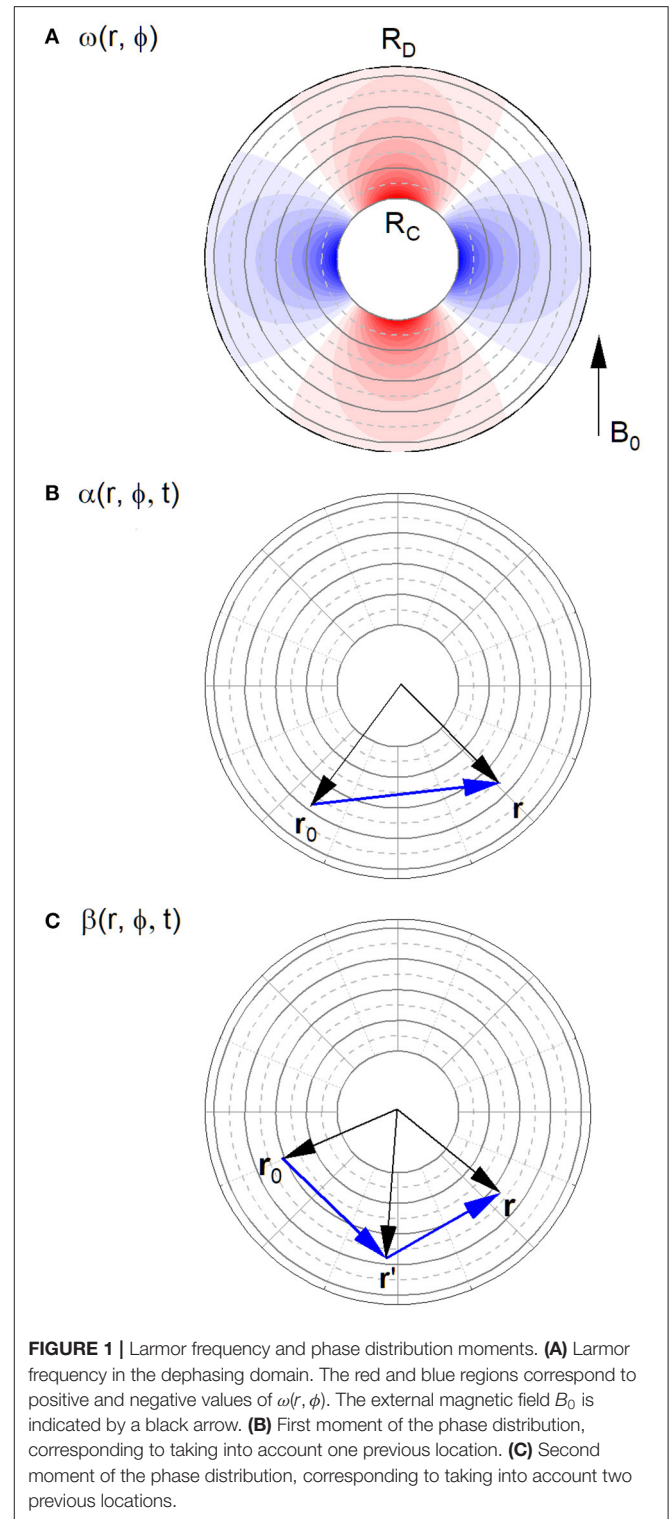 A ω(r, ϕ)
R_D
R_C
B_0
B α(r, ϕ, t)
r_0
r
C β(r, ϕ, t)
r_0
r
r'
FIGURE 1 | Larmor frequency and phase distribution moments. (A) Larmor
frequency in the dephasing domain. The red and blue regions correspond to
positive and negative values of ω(r, ϕ). The external magnetic field B_0 is
indicated by a black arrow. (B) First moment of the phase distribution,
corresponding to taking into account one previous location. (C) Second
moment of the phase distribution, corresponding to taking into account two
previous locations.